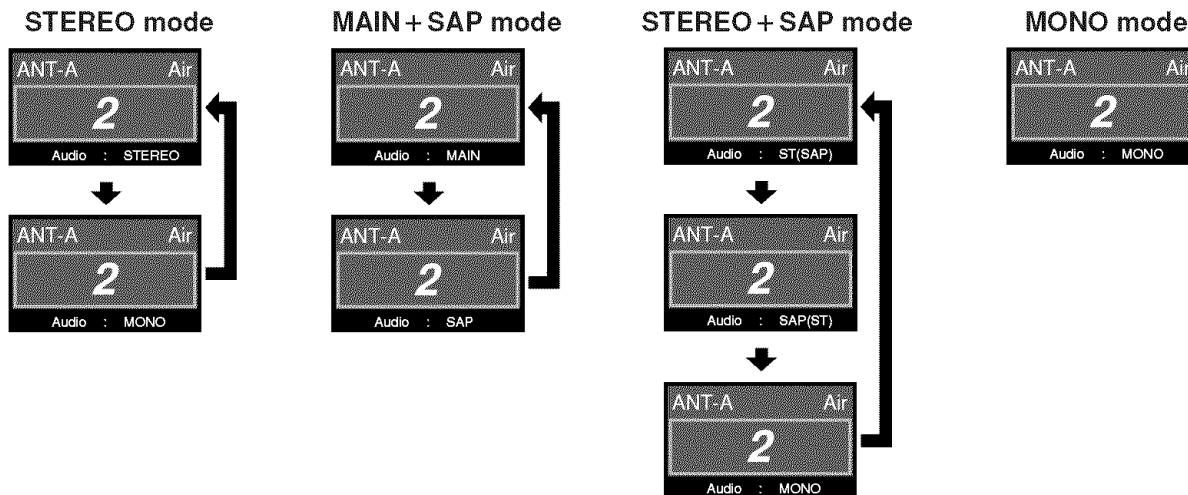 STEREO mode
ANT-A Air
2
Audio : STEREO
ANT-A Air
2
Audio : MONO
MAIN + SAP mode
ANT-A Air
2
Audio : MAIN
ANT-A Air
2
Audio : SAP
STEREO + SAP mode
ANT-A Air
2
Audio : ST(SAP)
ANT-A Air
2
Audio : SAP(ST)
ANT-A Air
2
Audio : MONO
MONO mode
ANT-A Air
2
Audio : MONO